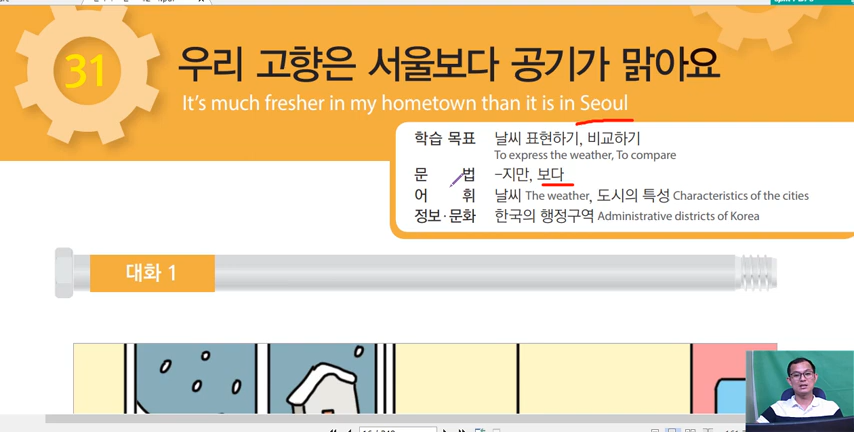 31
우리 고향은 서울보다 공기가 맑아요
It's much fresher in my hometown than it is in Seoul
학습 목표 날씨 표현하기, 비교하기
To express the weather, To compare
문 법 -지만, 보다
어 휘 날씨 The weather, 도시의 특성 Characteristics of the cities
정보·문화 한국의 행정구역 Administrative districts of Korea
대화 1